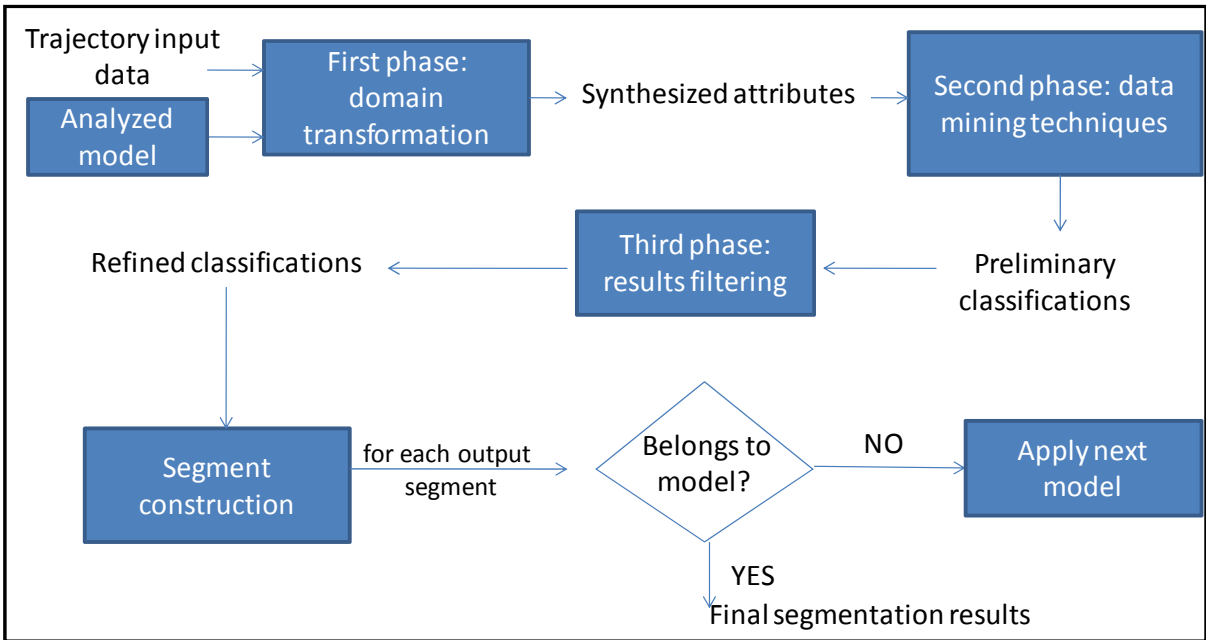 Trajectory input
data
Analyzed
model
First phase:
domain
transformation
Synthesized attributes
Second phase: data
mining techniques
Refined classifications
Third phase:
results filtering
Preliminary
classifications
Segment
construction
for each output
segment
Belongs to
model?
NO
Apply next
model
YES
Final segmentation results